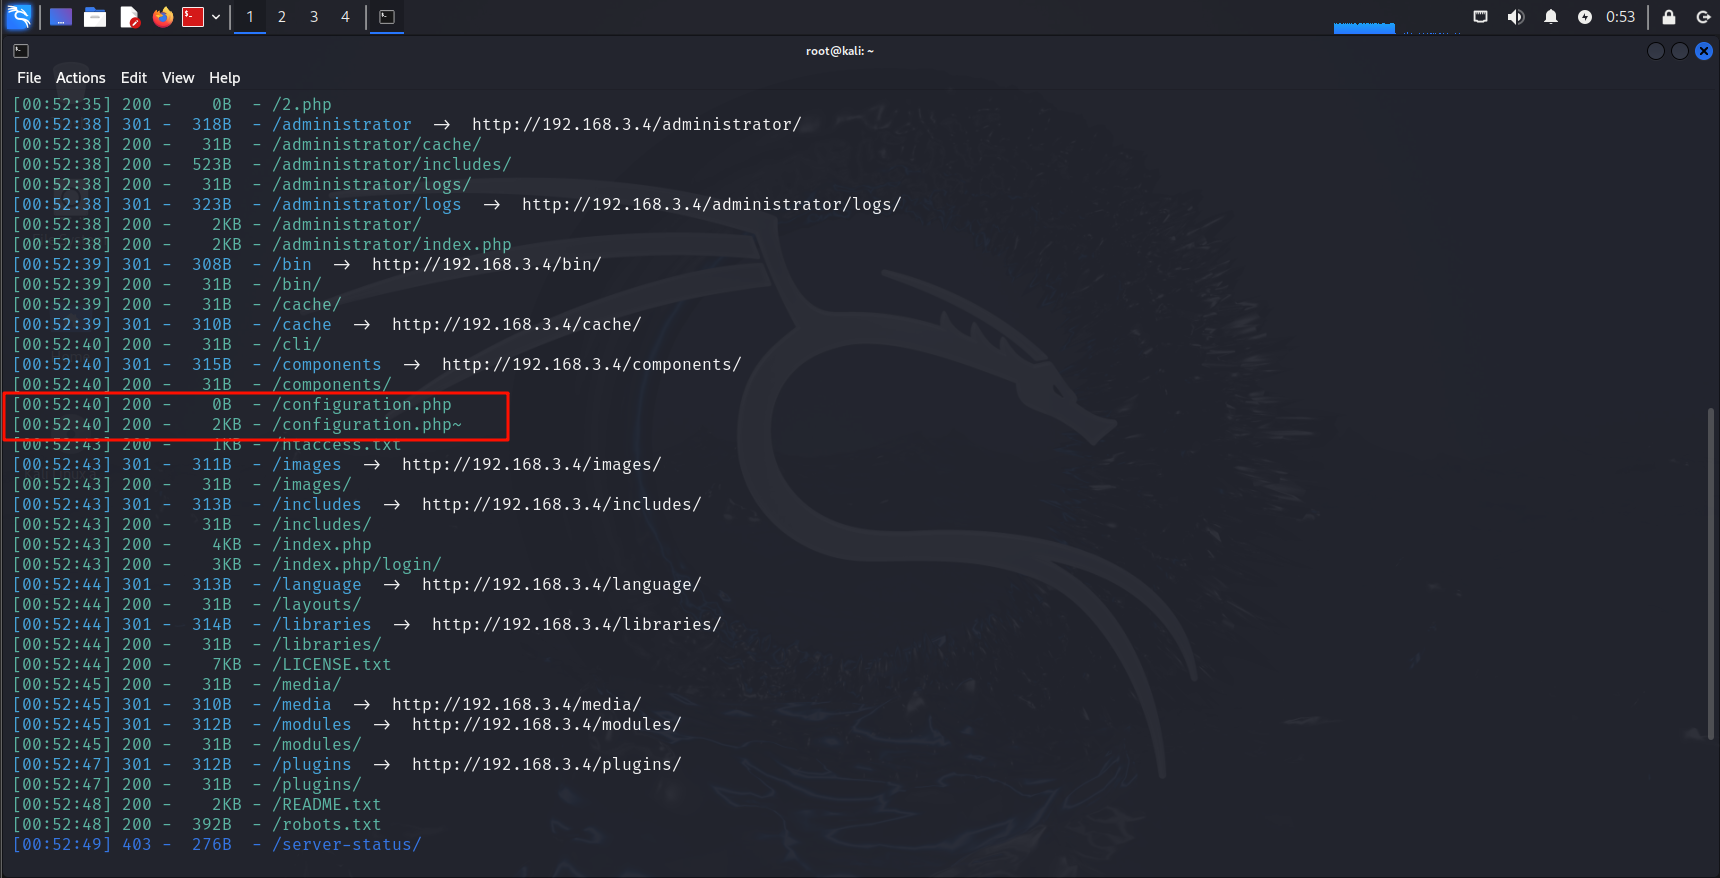 1 2 3 4 0:53
root@kali: ~
File Actions Edit View Help
[00:52:35] 200 - 0B - /2.php
[00:52:38] 301 - 318B - /administrator → http://192.168.3.4/administrator/
[00:52:38] 200 - 31B - /administrator/cache/
[00:52:38] 200 - 523B - /administrator/includes/
[00:52:38] 200 - 31B - /administrator/logs/
[00:52:38] 301 - 323B - /administrator/logs → http://192.168.3.4/administrator/logs/
[00:52:38] 200 - 2KB - /administrator/
[00:52:38] 200 - 2KB - /administrator/index.php
[00:52:39] 301 - 308B - /bin → http://192.168.3.4/bin/
[00:52:39] 200 - 31B - /bin/
[00:52:39] 200 - 31B - /cache/
[00:52:39] 301 - 310B - /cache → http://192.168.3.4/cache/
[00:52:40] 200 - 31B - /cli/
[00:52:40] 301 - 315B - /components → http://192.168.3.4/components/
[00:52:40] 200 - 31B - /components/
[00:52:40] 200 - 0B - /configuration.php
[00:52:40] 200 - 2KB - /configuration.php~
[00:52:43] 200 - 1KB - /htaccess.txt
[00:52:43] 301 - 311B - /images → http://192.168.3.4/images/
[00:52:43] 200 - 31B - /images/
[00:52:43] 301 - 313B - /includes → http://192.168.3.4/includes/
[00:52:43] 200 - 31B - /includes/
[00:52:43] 200 - 4KB - /index.php
[00:52:43] 200 - 3KB - /index.php/login/
[00:52:44] 301 - 313B - /language → http://192.168.3.4/language/
[00:52:44] 200 - 31B - /layouts/
[00:52:44] 301 - 314B - /libraries → http://192.168.3.4/libraries/
[00:52:44] 200 - 31B - /libraries/
[00:52:44] 200 - 7KB - /LICENSE.txt
[00:52:45] 200 - 31B - /media/
[00:52:45] 301 - 310B - /media → http://192.168.3.4/media/
[00:52:45] 301 - 312B - /modules → http://192.168.3.4/modules/
[00:52:45] 200 - 31B - /modules/
[00:52:47] 301 - 312B - /plugins → http://192.168.3.4/plugins/
[00:52:47] 200 - 31B - /plugins/
[00:52:48] 200 - 2KB - /README.txt
[00:52:48] 200 - 392B - /robots.txt
[00:52:49] 403 - 276B - /server-status/